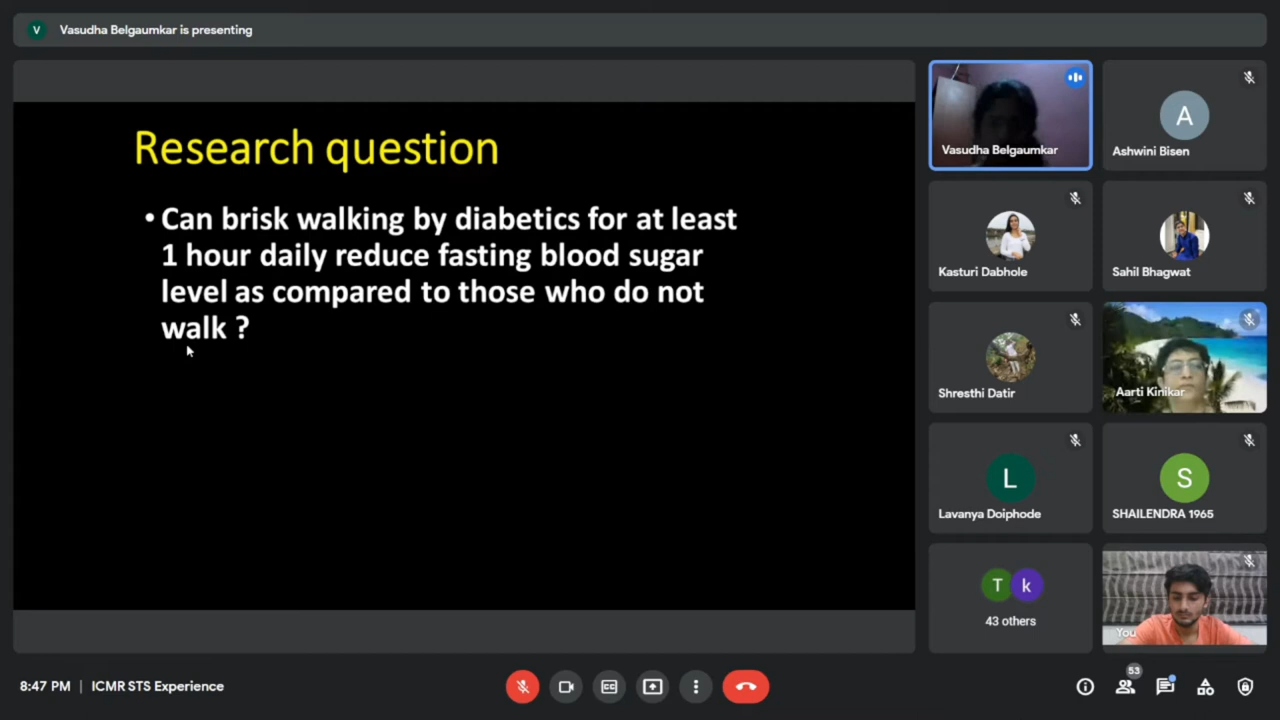 V
Vasudha Belgaumkar is presenting
Research question
• Can brisk walking by diabetics for at least
1 hour daily reduce fasting blood sugar
level as compared to those who do not
walk ?
Vasudha Belgaumkar
A
Ashwini Bisen
Kasturi Dabhole
Sahil Bhagwat
Shresthi Datir
Aarti Kinikar
L
Lavanya Doiphode
S
SHAILENDRA 1965
T k
43 others
You
8:47 PM | ICMR STS Experience
CC
53